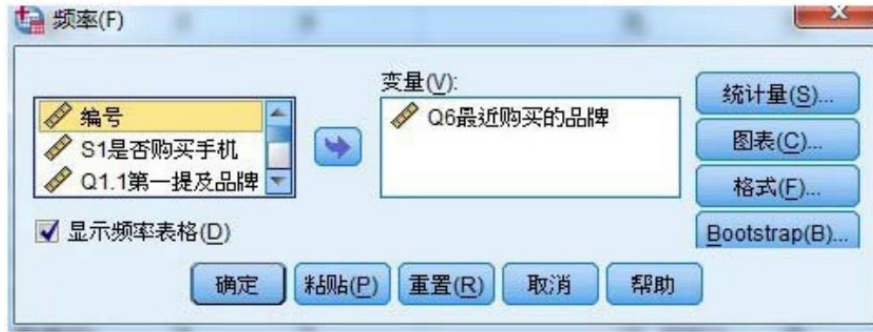 频率(F)
变量(V):
编号
S1是否购买手机
Q1.1第一提及品牌
Q6最近购买的品牌
统计量(S)...
图表(C)...
格式(F)...
Bootstrap(B)...
显示频率表格(D)
确定 粘贴(P) 重置(R) 取消 帮助